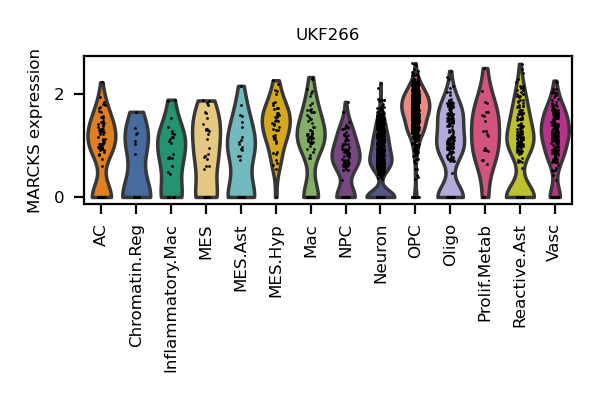 UKF266
MARCKS expression
2
0
AC
Chromatin.Reg
Inflammatory.Mac
MES
MES.Ast
MES.Hyp
Mac
NPC
Neuron
OPC
Oligo
Prolif.Metab
Reactive.Ast
Vasc